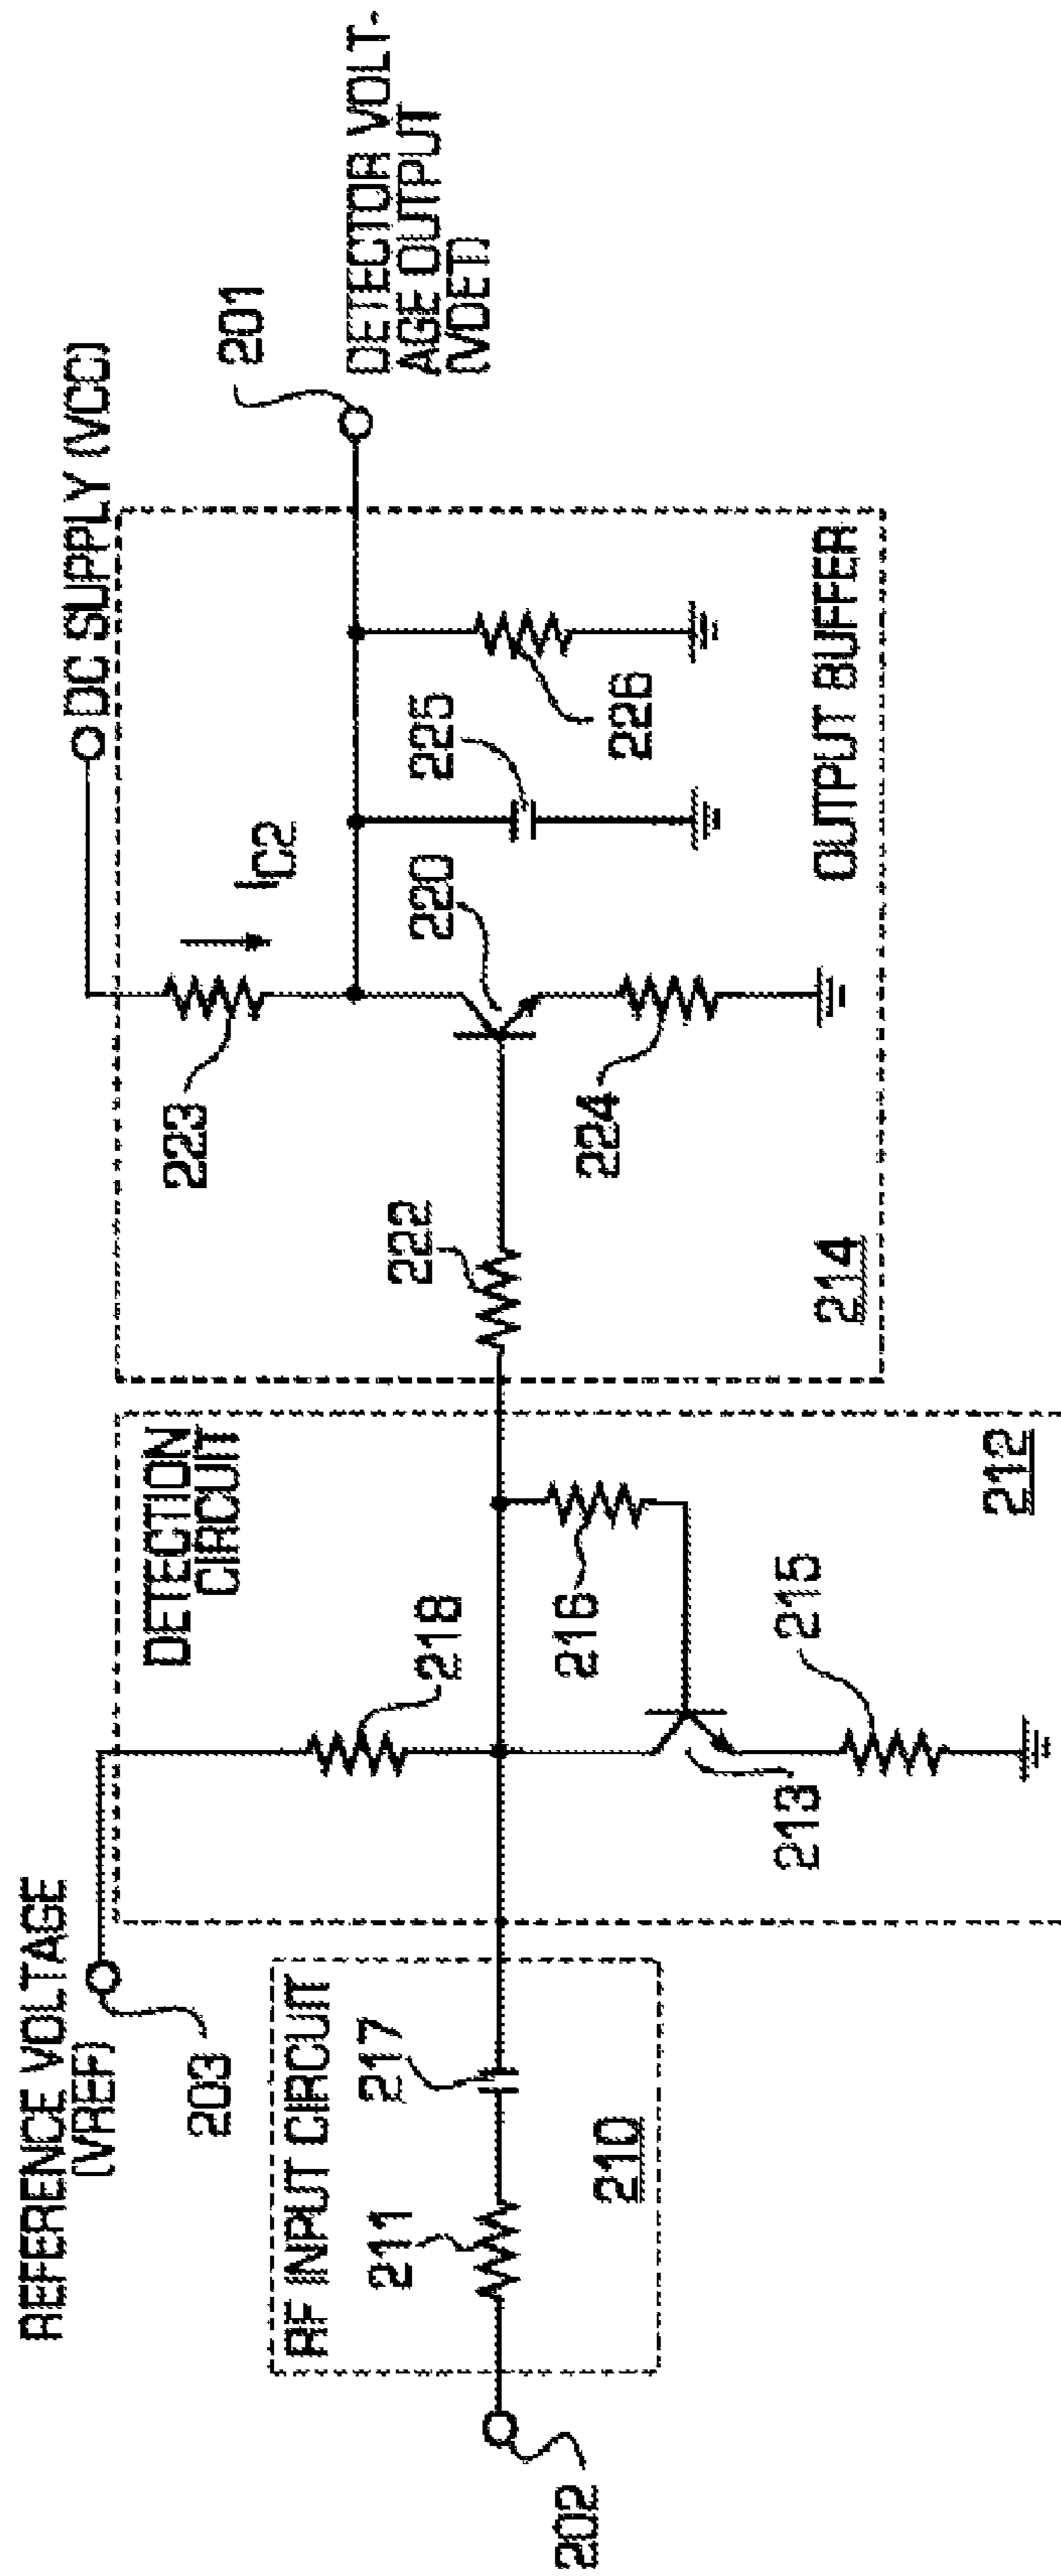 REFERENCE VOLTAGE
(VREF)
203
RF INPUT CIRCUIT
211
217
210
202
DETECTION
CIRCUIT
218
216
213
215
212
DC SUPPLY (VCC)
IC2
223
222
220
224
225
226
214
OUTPUT BUFFER
201
DETECTOR VOLT-
AGE OUTPUT
(VDET)